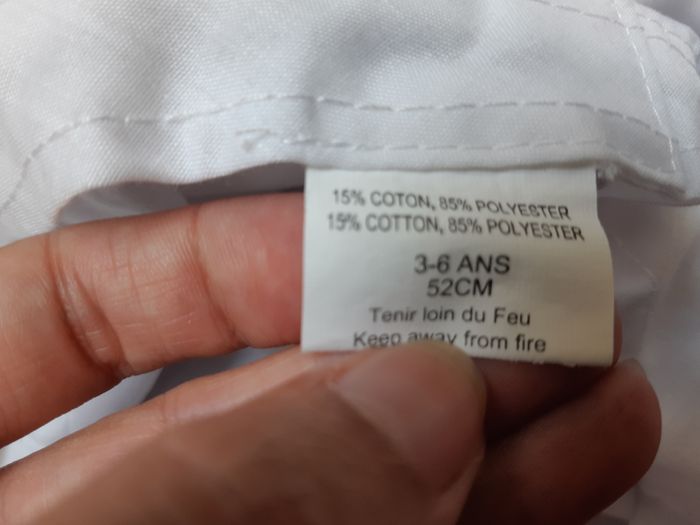 15% COTON, 85% POLYESTER
15% COTTON, 85% POLYESTER
3-6 ANS
52CM
Tenir loin du Feu
Keep away from fire